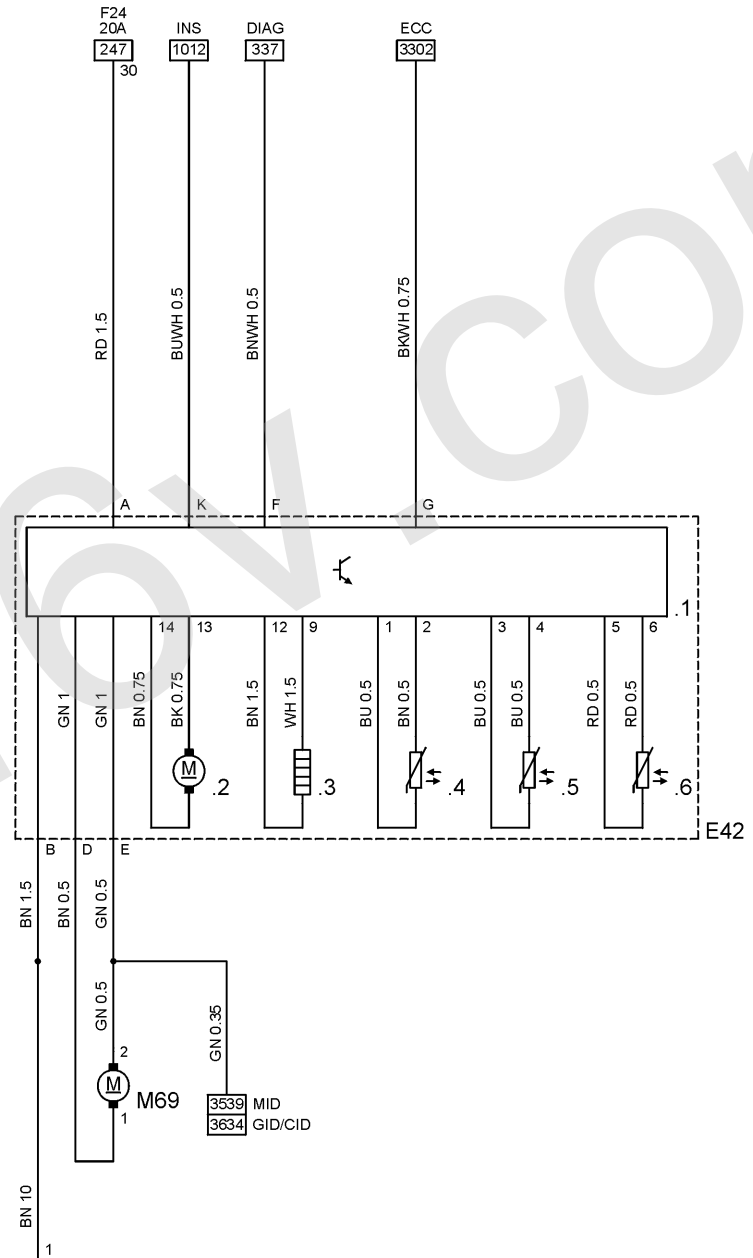 F24
20A INS DIAG ECC
247 1012 337 3302
30
RD 1.5
BUWH 0.5
BNWH 0.5
BKWH 0.75
A K F G
.1
14 13 12 9 1 2 3 4 5 6
GN 1
GN 1
BN 0.75
BK 0.75
BN 1.5
WH 1.5
BU 0.5
BN 0.5
BU 0.5
BU 0.5
RD 0.5
RD 0.5
M .2 .3 .4 .5 .6
E42
B D E
BN 1.5
BN 0.5
GN 0.5
GN 0.5
GN 0.35
2
M M69
1
3539 MID
3634 GID/CID
BN 10
1